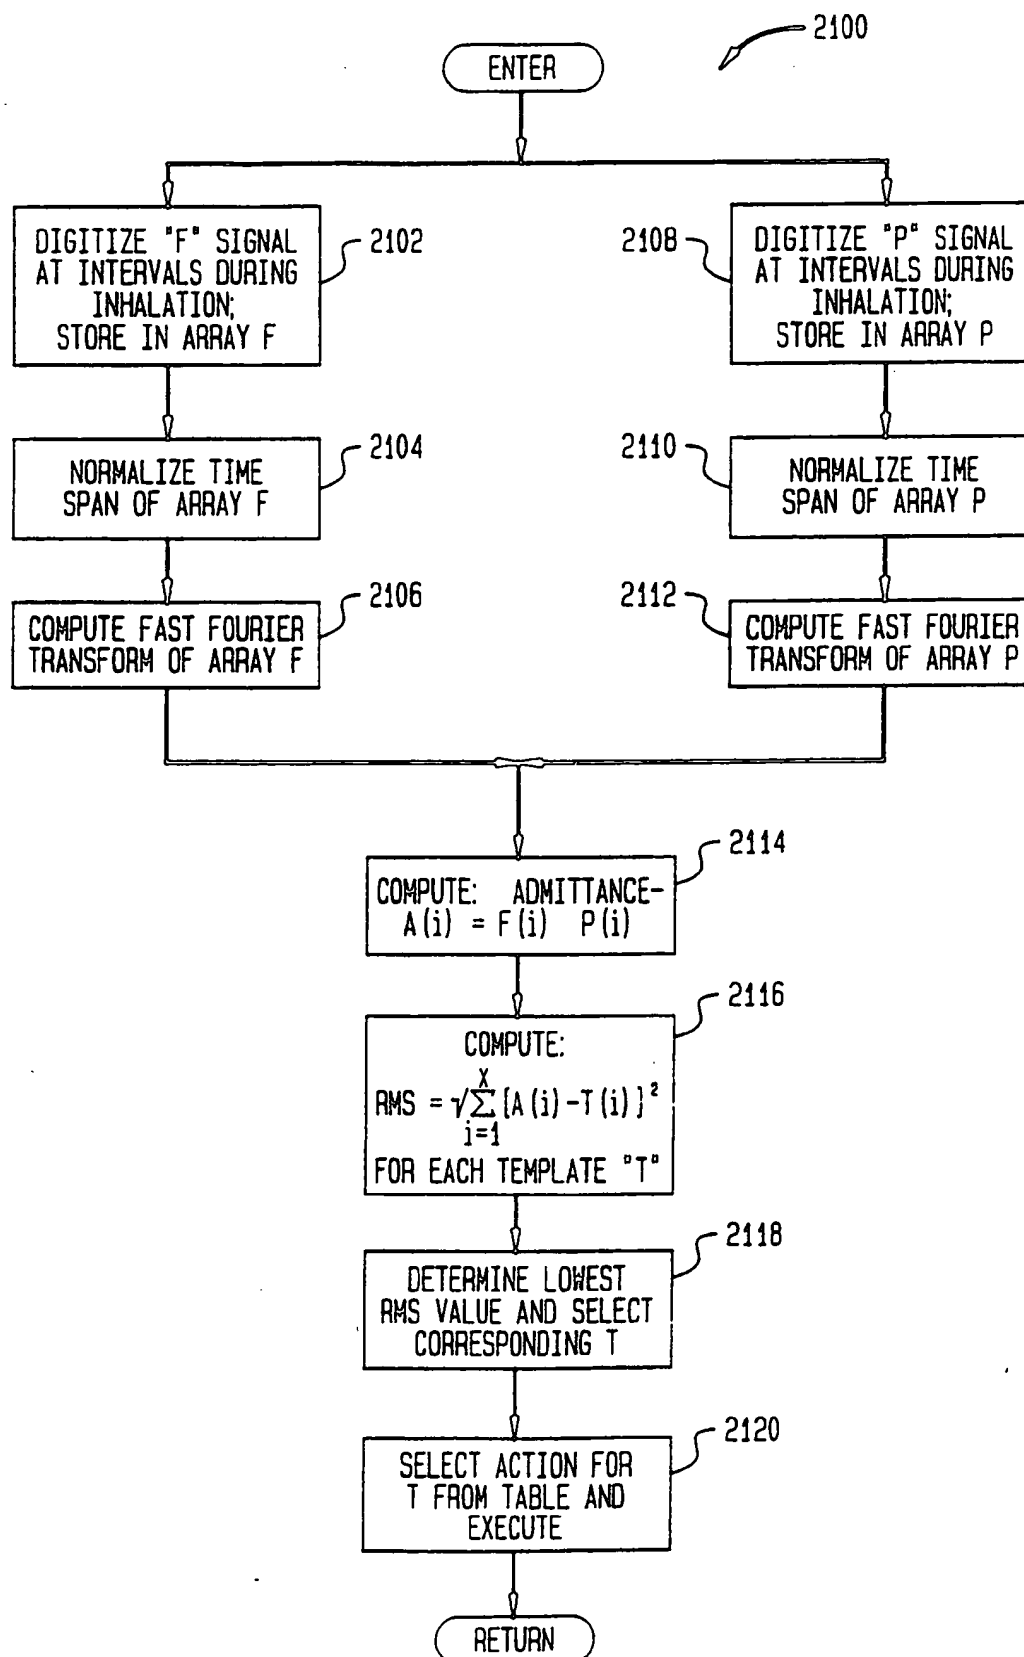 2100
ENTER
DIGITIZE "F" SIGNAL
AT INTERVALS DURING
INHALATION;
STORE IN ARRAY F
2102
2108
DIGITIZE "P" SIGNAL
AT INTERVALS DURING
INHALATION;
STORE IN ARRAY P
2104
NORMALIZE TIME
SPAN OF ARRAY F
2110
NORMALIZE TIME
SPAN OF ARRAY P
2106
COMPUTE FAST FOURIER
TRANSFORM OF ARRAY F
2112
COMPUTE FAST FOURIER
TRANSFORM OF ARRAY P
2114
COMPUTE: ADMITTANCE-
A(i) = F(i) P(i)
2116
COMPUTE:
RMS = √∑ i=1 X [A(i)-T(i)]²
FOR EACH TEMPLATE "T"
2118
DETERMINE LOWEST
RMS VALUE AND SELECT
CORRESPONDING T
2120
SELECT ACTION FOR
T FROM TABLE AND
EXECUTE
RETURN